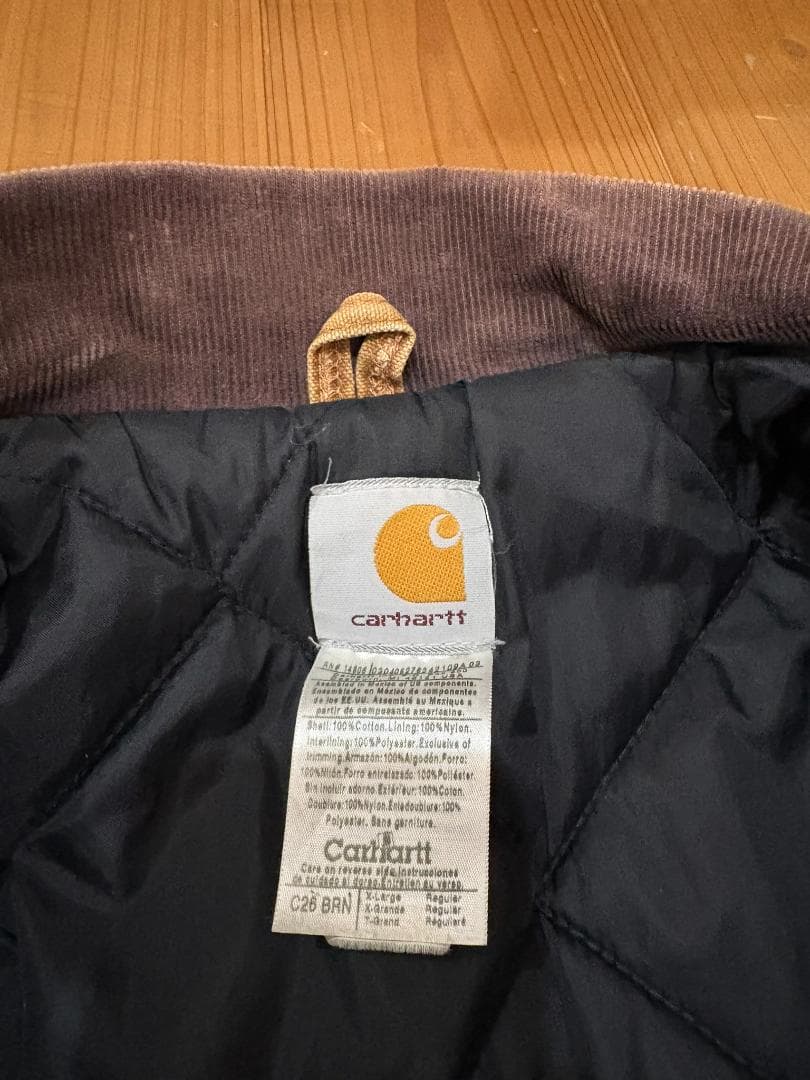 carhartt
RN# 14806
Assembled in Mexico of US components.
Ensamblado en México de componentes
de los EE.UU. Assemblé au Mexique a
partir de composants americains.
Shell:100%Cotton.Lining:100%Nylon.
Interlining:100%Polyester.Exclusive of
trimming.Armazón:100%Algodón.Forro:
100%Nilón.Forro entrelazado:100%Poliéster.
Sin incluir adorno.Extérieur:100%Coton.
Doublure:100%Nylon.Entedoublure:100%
Polyester. Sans garniture.
Carhartt
Care on reverse side.Instrucciones
de cuidado al dorso.Entretien au verso.
C26 BRN
X-Large Regular
X-Grande Regular
T-Grand Réguliaré